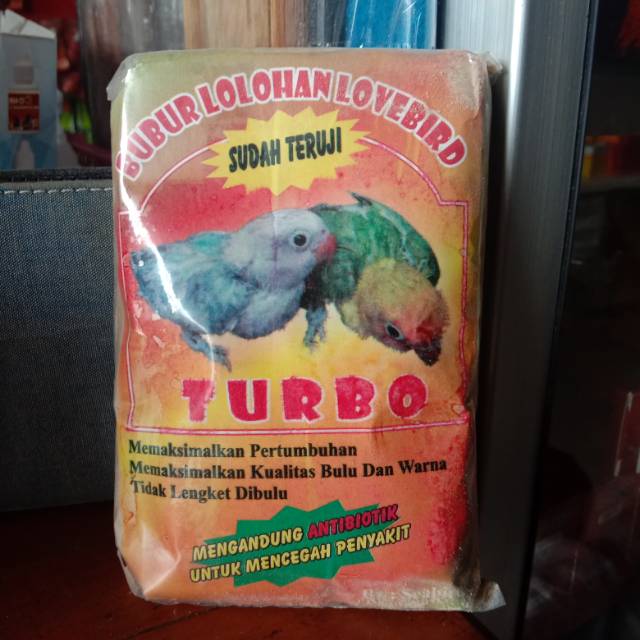 BUBUR LOLOHAN LOVEBIRD
SUDAH TERUJI
TURBO
Memaksimalkan Pertumbuhan
Memaksimalkan Kualitas Bulu Dan Warna
Tidak Lengket Dibulu
MENGANDUNG ANTIBIOTIK
UNTUK MENCEGAH PENYAKIT